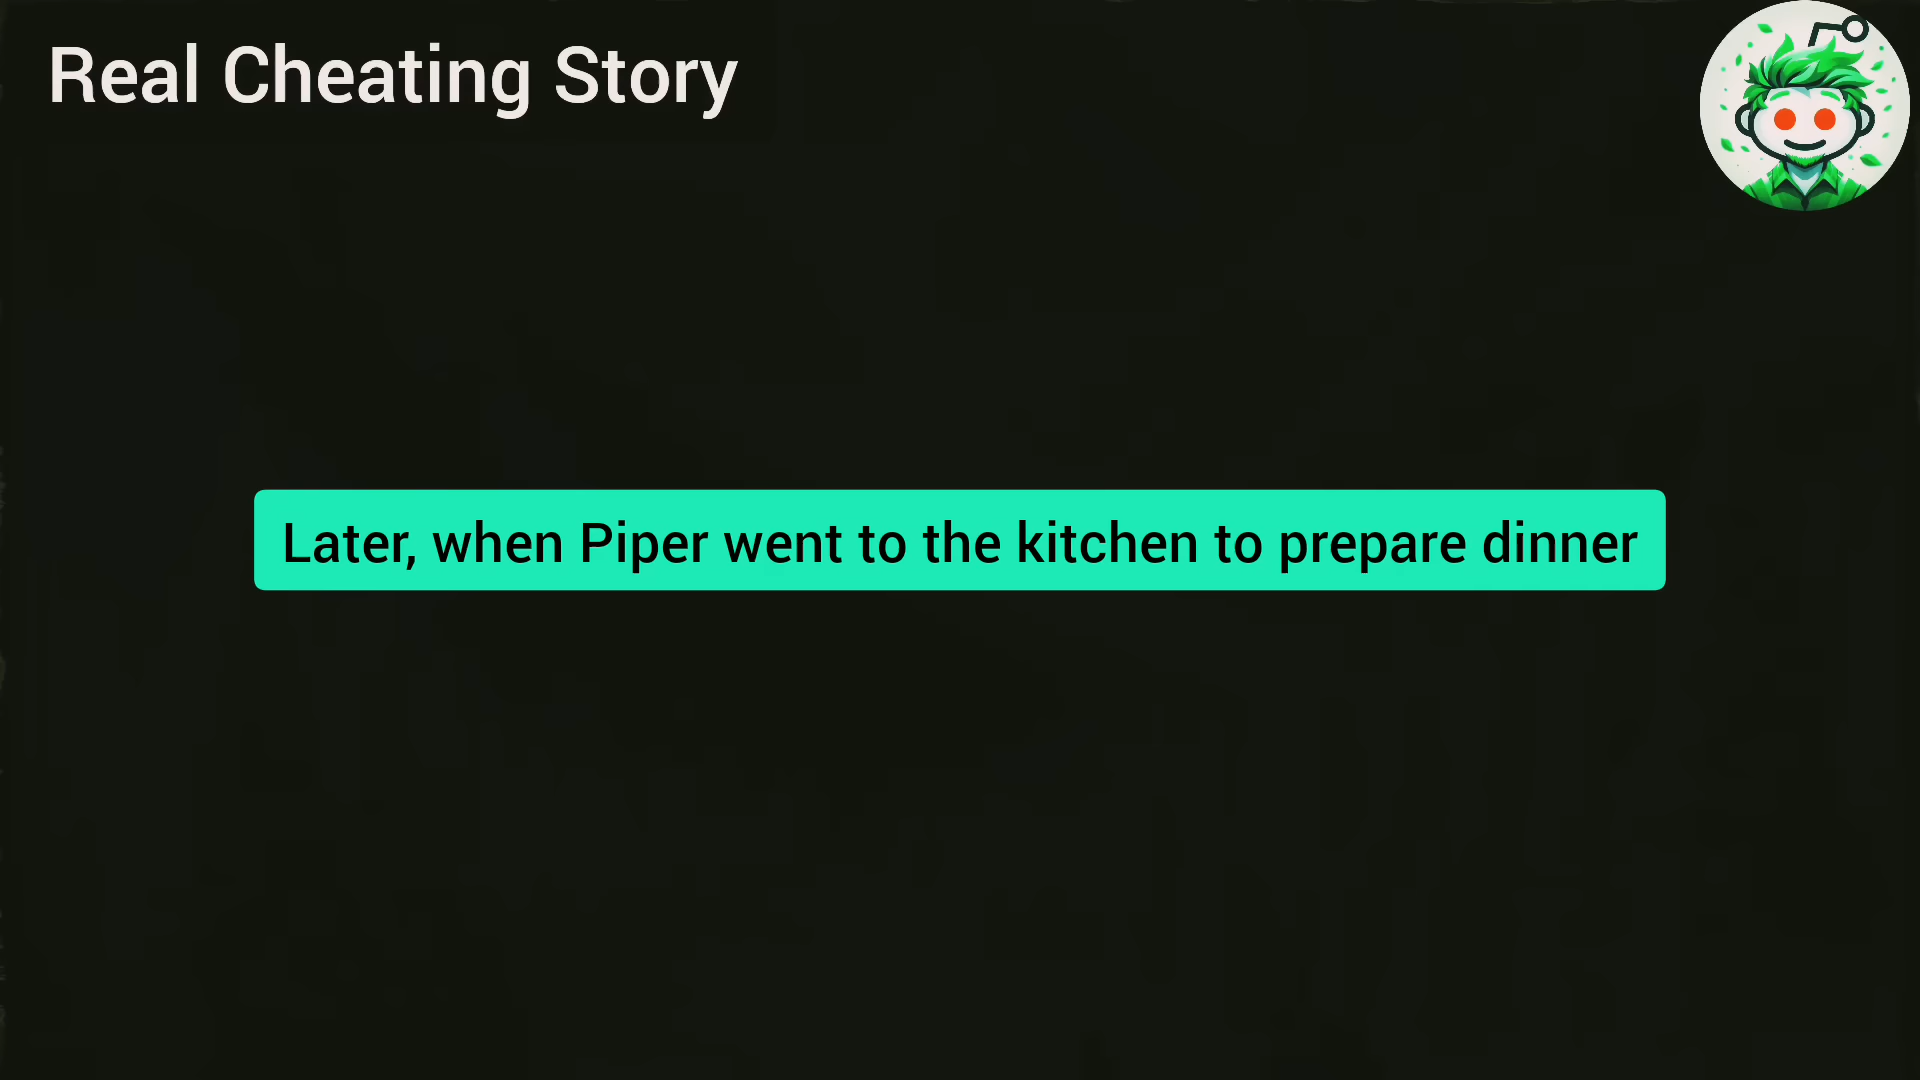 Real Cheating Story
Later, when Piper went to the kitchen to prepare dinner